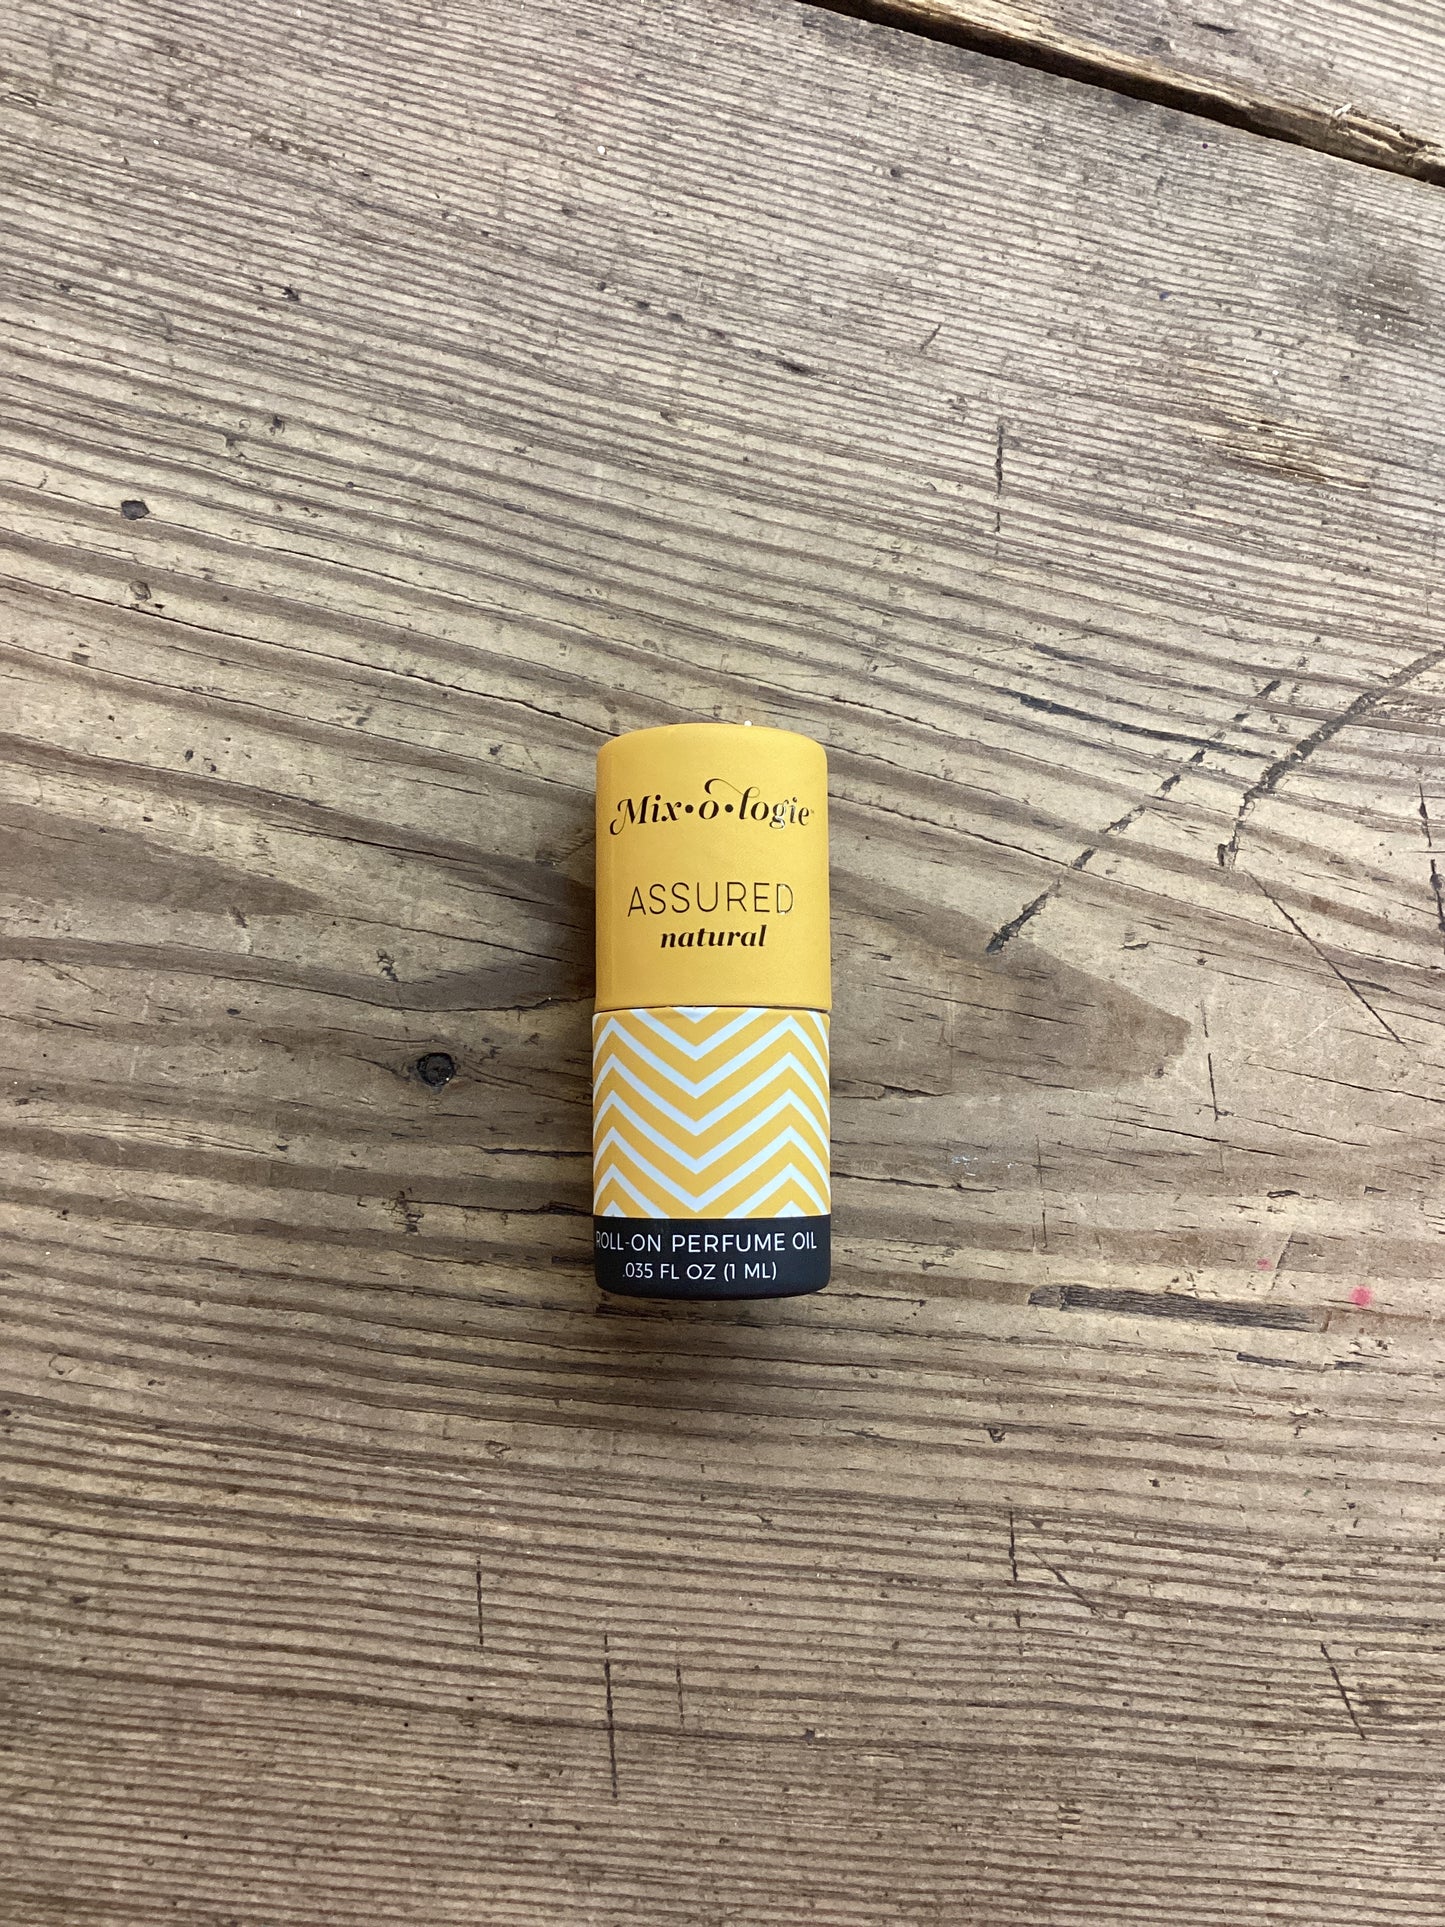 Mix•o•logie®
ASSURED
natural
ROLL-ON PERFUME OIL
.035 FL OZ (1 ML)